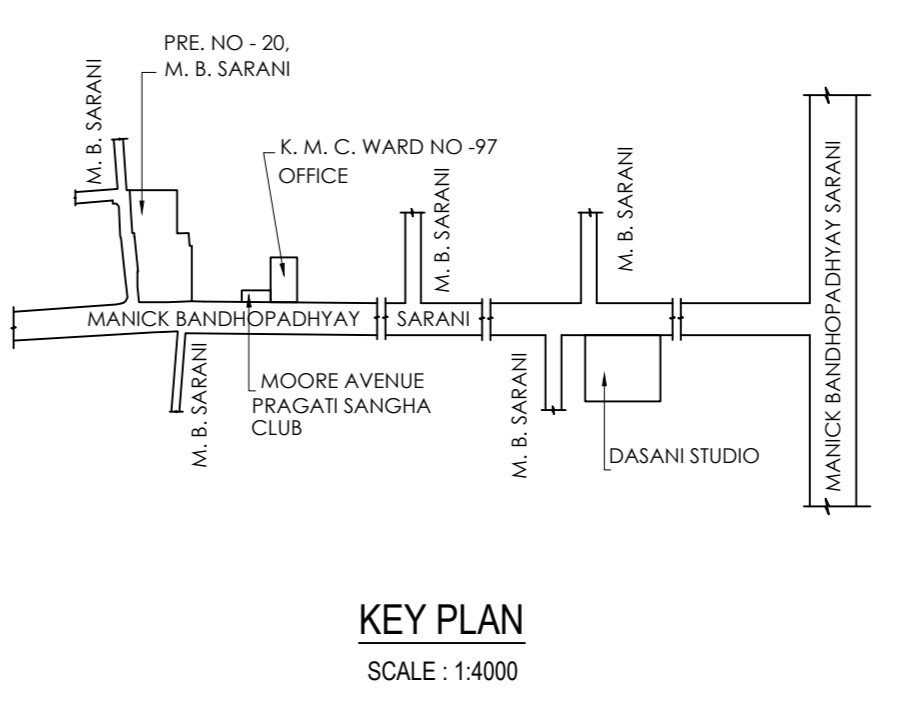 PRE. NO - 20,
M. B. SARANI
M. B. SARANI
K. M. C. WARD NO -97
OFFICE
M. B. SARANI
M. B. SARANI
MANICK BANDHOPADHYAY SARANI
MANICK BANDHOPADHYAY
SARANI
M. B. SARANI
MOORE AVENUE
PRAGATI SANGHA
CLUB
M. B. SARANI
DASANI STUDIO
KEY PLAN
SCALE : 1:4000